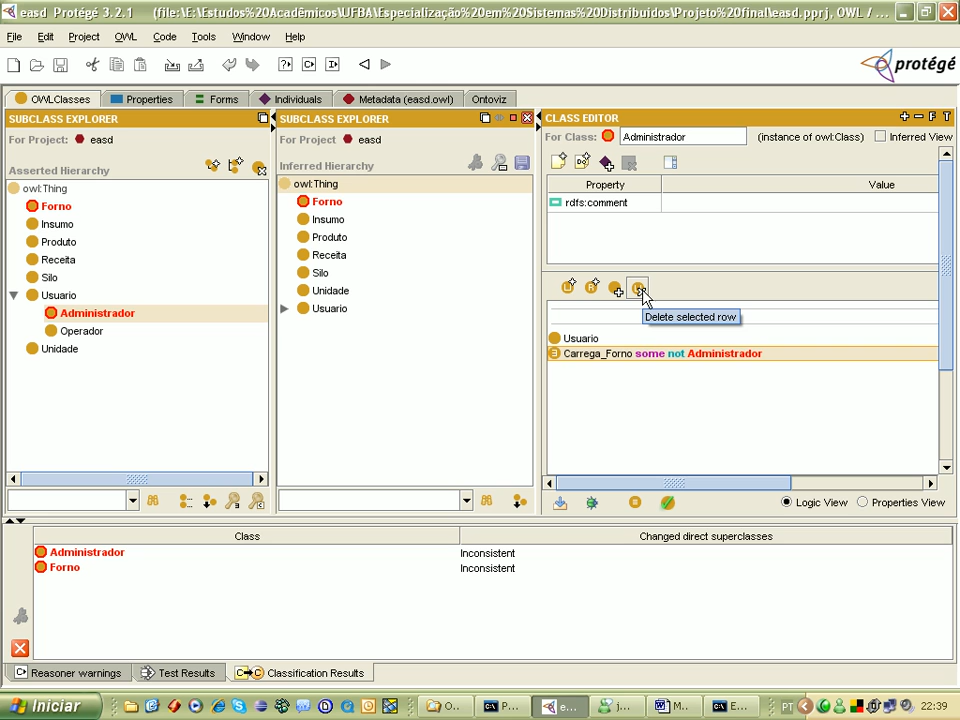 easd Protégé 3.2.1 (file:/E:/Estudos%20Acadêmicos/UFBA/Especialização%20em%20Sistemas%20Distribuidos/Projeto%20final/easd.pprj, OWL / ...
File Edit Project OWL Code Tools Window Help
protégé
OWLClasses Properties Forms Individuals Metadata (easd.owl) Ontoviz
SUBCLASS EXPLORER
For Project: easd
Asserted Hierarchy
owl:Thing
Forno
Insumo
Produto
Receita
Silo
Usuario
Administrador
Operador
Unidade
SUBCLASS EXPLORER
For Project easd
Inferred Hierarchy
owl:Thing
Forno
Insumo
Produto
Receita
Silo
Unidade
Usuario
CLASS EDITOR
For Class: Administrador (instance of owl:Class) Inferred View
Property Value
rdfs:comment
Delete selected row
Usuario
Carrega_Forno some not Administrador
Logic View Properties View
Class Changed direct superclasses
Administrador Inconsistent
Forno Inconsistent
Reasoner warnings Test Results Classification Results
Iniciar O... P... e... j... M... E... PT 22:39